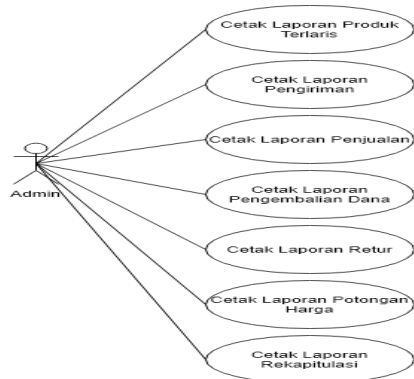 Cetak Laporan Produk
Terlaris
Cetak Laporan
Pengiriman
Cetak Laporan Penjualan
Admin
Cetak Laporan
Pengembalian Dana
Cetak Laporan Retur
Cetak Laporan Potongan
Harga
Cetak Laporan
Rekapitulasi